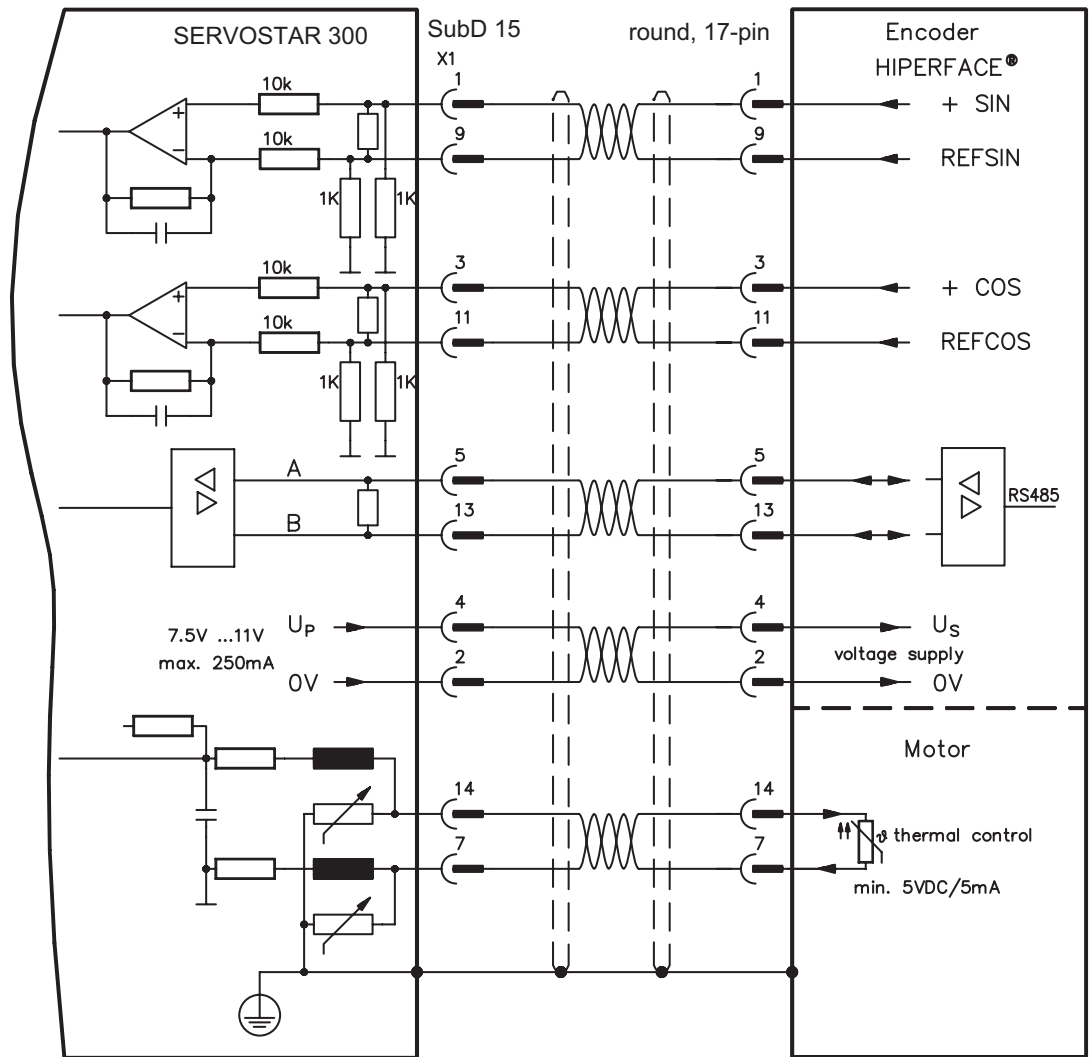 SERVOSTAR 300
SubD 15
round, 17-pin
Encoder
HIPERFACE®
X1
10k
1
1
+ SIN
+
-
10k
9
9
REFSIN
1K
1K
10k
3
3
+ COS
+
-
10k
11
11
REFCOS
1K
1K
A
5
5
RS485
B
13
13
7.5V ...11V
max. 250mA
UP
4
4
US
voltage supply
0V
2
2
0V
Motor
14
14
ϑ thermal control
7
7
min. 5VDC/5mA